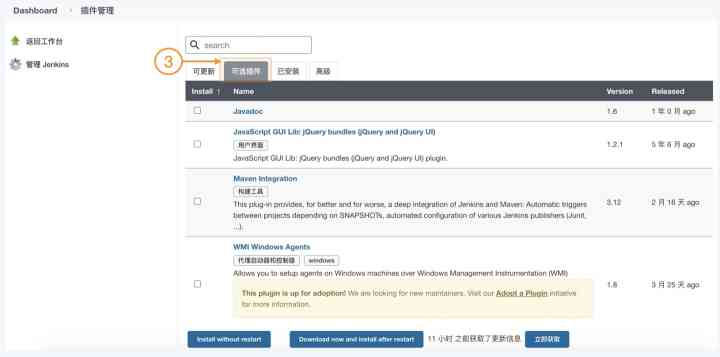 Dashboard › 插件管理
返回工作台
管理 Jenkins
search
3
可更新 可选插件 已安装 高级
Install ↑ Name Version Released
Javadoc 1.6 1 年 0 月 ago
JavaScript GUI Lib: jQuery bundles (jQuery and jQuery UI)
用户界面
JavaScript GUI Lib: jQuery bundles (jQuery and jQuery UI) plugin.
1.2.1 5 年 6 月 ago
Maven Integration
构建工具
This plug-in provides, for better and for worse, a deep integration of Jenkins and Maven: Automatic triggers
between projects depending on SNAPSHOTs, automated configuration of various Jenkins publishers (Junit,
...).
3.12 2 月 16 天 ago
WMI Windows Agents
代理启动器和控制器 windows
Allows you to setup agents on Windows machines over Windows Management Instrumentation (WMI)
This plugin is up for adoption! We are looking for new maintainers. Visit our Adopt a Plugin initiative
for more information.
1.8 3 月 25 天 ago
Install without restart Download now and install after restart 11 小时 之前获取了更新信息 立即获取